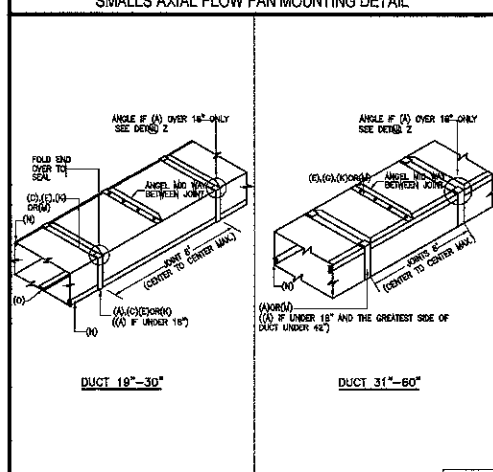 SMALLS AXIAL FLOW FAN MOUNTING DETAIL
ANGLE IF (A) OVER 18" ONLY
SEE DETAIL Z
FOLD END
OVER TO
SEAL
(C),(E),(K)
OR(M)
ANGEL MID WAY
BETWEEN JOINT
(N)
(O)
JOINT 8'
(CENTER TO CENTER MAX.)
(A),(C)(E)OR(K)
((A) IF UNDER 18")
(N)
DUCT 19"-30"
ANGLE IF (A) OVER 18" ONLY
SEE DETAIL Z
(E),(G),(K)OR(M)
ANGEL MID WAY
BETWEEN JOINT
(N)
JOINTS 8'
(CENTER TO CENTER MAX.)
(A)OR(M)
((A) IF UNDER 18" AND THE GREATEST SIDE OF
DUCT UNDER 42")
DUCT 31"-60"